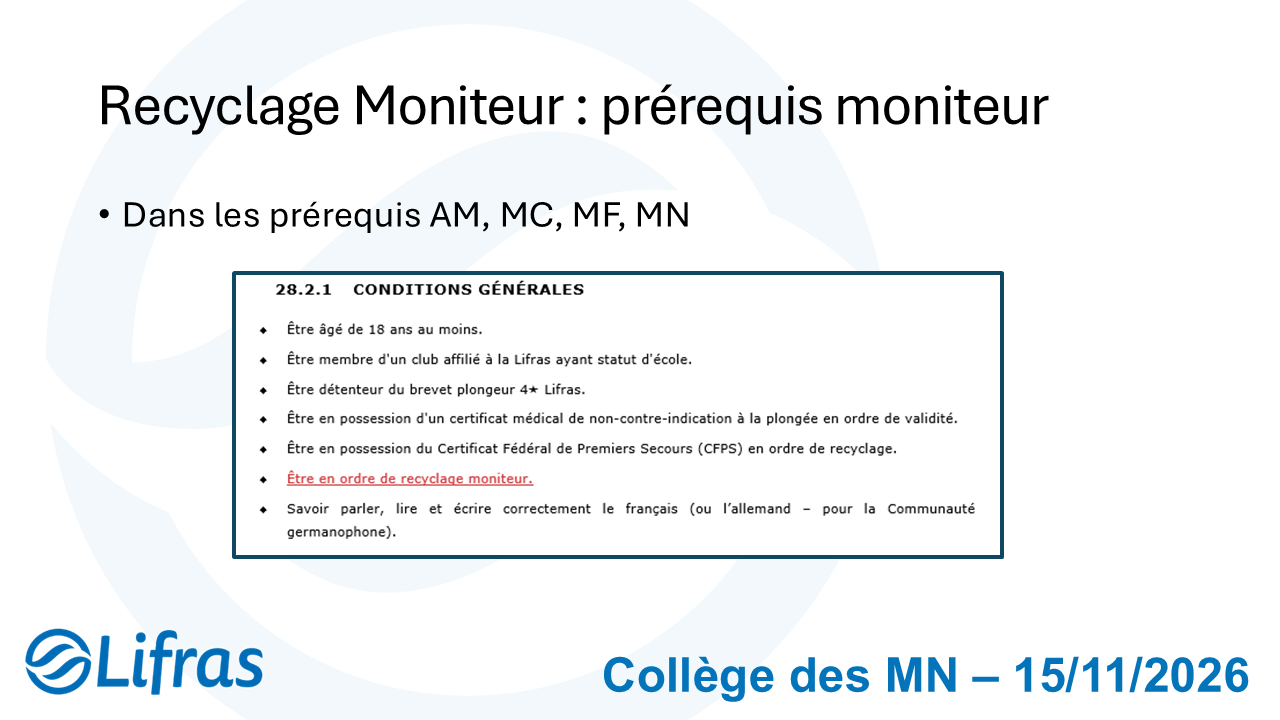 Recyclage Moniteur : prérequis moniteur
• Dans les prérequis AM, MC, MF, MN
28.2.1 CONDITIONS GÉNÉRALES
◆ Être âgé de 18 ans au moins.
◆ Être membre d'un club affilié à la Lifras ayant statut d'école.
◆ Être détenteur du brevet plongeur 4★ Lifras.
◆ Être en possession d'un certificat médical de non-contre-indication à la plongée en ordre de validité.
◆ Être en possession du Certificat Fédéral de Premiers Secours (CFPS) en ordre de recyclage.
◆ Être en ordre de recyclage moniteur.
◆ Savoir parler, lire et écrire correctement le français (ou l’allemand – pour la Communauté
germanophone).
Lifras
Collège des MN – 15/11/2026